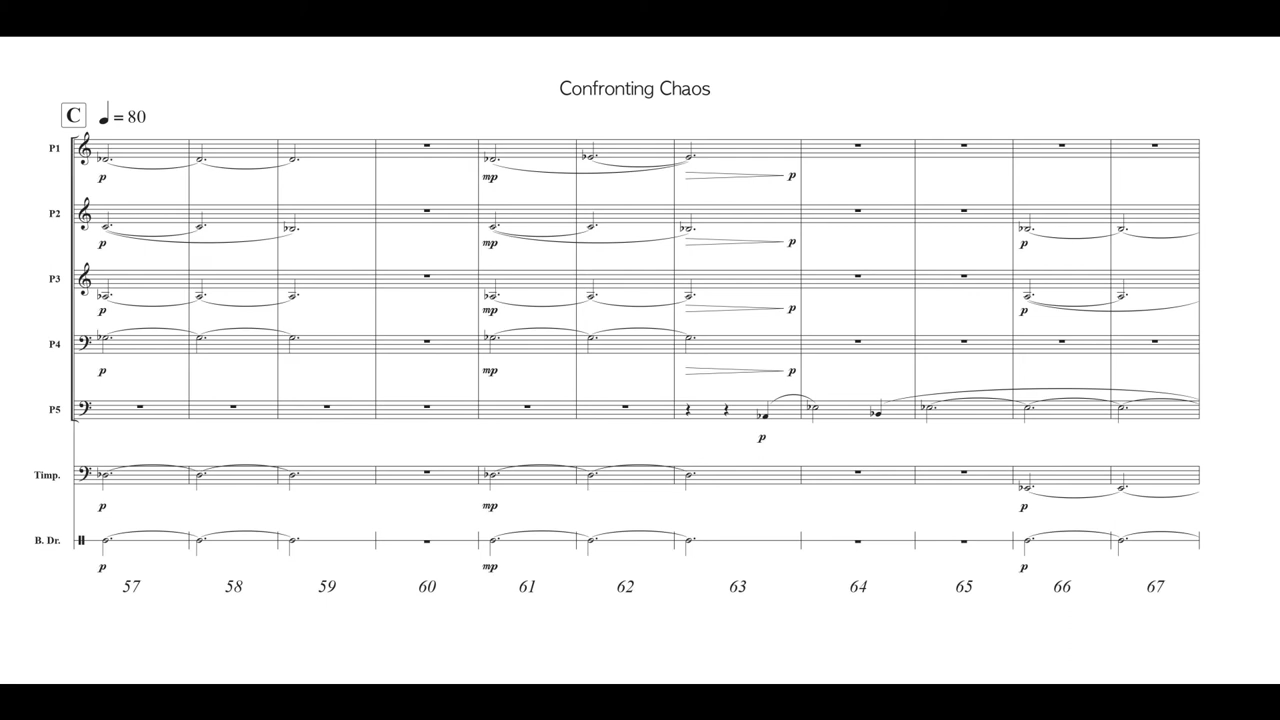 Confronting Chaos
C = 80
P1
p mp p
P2
p mp p p
P3
p mp p p
P4
p mp p
P5
p
Timp.
p mp p
B. Dr.
p mp p
57 58 59 60 61 62 63 64 65 66 67